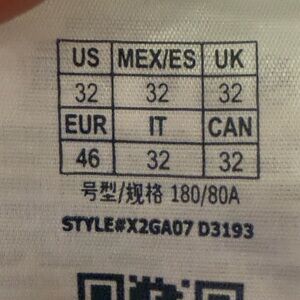 US MEX/ES UK
32 32 32
EUR IT CAN
46 32 32
号型/规格 180/80A
STYLE#X2GA07 D3193